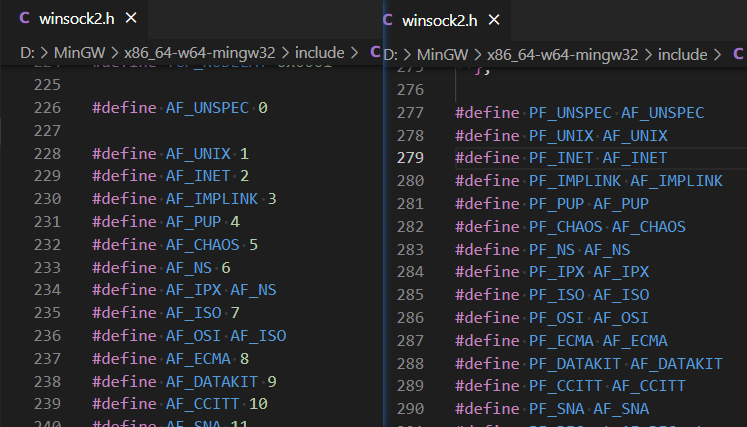 C winsock2.h ×
D: > MinGW > x86_64-w64-mingw32 > include > C
225
226 #define AF_UNSPEC 0
227
228 #define AF_UNIX 1
229 #define AF_INET 2
230 #define AF_IMPLINK 3
231 #define AF_PUP 4
232 #define AF_CHAOS 5
233 #define AF_NS 6
234 #define AF_IPX AF_NS
235 #define AF_ISO 7
236 #define AF_OSI AF_ISO
237 #define AF_ECMA 8
238 #define AF_DATAKIT 9
239 #define AF_CCITT 10
240 #define AF_SNA 11
C winsock2.h ×
D: > MinGW > x86_64-w64-mingw32 > include > C
275 };
276
277 #define PF_UNSPEC AF_UNSPEC
278 #define PF_UNIX AF_UNIX
279 #define PF_INET AF_INET
280 #define PF_IMPLINK AF_IMPLINK
281 #define PF_PUP AF_PUP
282 #define PF_CHAOS AF_CHAOS
283 #define PF_NS AF_NS
284 #define PF_IPX AF_IPX
285 #define PF_ISO AF_ISO
286 #define PF_OSI AF_OSI
287 #define PF_ECMA AF_ECMA
288 #define PF_DATAKIT AF_DATAKIT
289 #define PF_CCITT AF_CCITT
290 #define PF_SNA AF_SNA